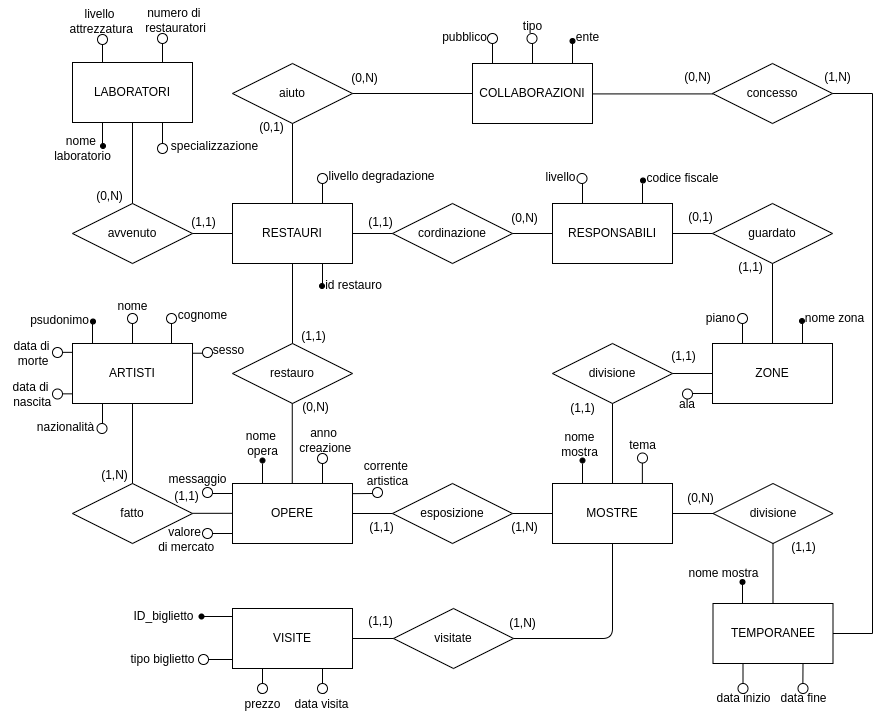 livello
attrezzatura
numero di
restauratori
pubblico
tipo
ente
LABORATORI
aiuto
(0,N)
COLLABORAZIONI
(0,N)
concesso
(1,N)
(0,1)
nome
laboratorio
specializzazione
livello degradazione
livello
codice fiscale
(0,N)
avvenuto
(1,1)
RESTAURI
(1,1)
cordinazione
(0,N)
RESPONSABILI
(0,1)
guardato
(1,1)
id restauro
psudonimo
nome
cognome
piano
nome zona
data di
morte
sesso
(1,1)
ARTISTI
restauro
divisione
(1,1)
ZONE
data di
nascita
(0,N)
(1,1)
ala
nazionalità
nome
opera
anno
creazione
nome
mostra
tema
corrente
artistica
(1,N)
messaggio
(1,1)
fatto
OPERE
esposizione
MOSTRE
(0,N)
divisione
valore
di mercato
(1,1)
(1,N)
(1,1)
nome mostra
ID_biglietto
(1,1)
(1,N)
tipo biglietto
VISITE
visitate
TEMPORANEE
prezzo
data visita
data inizio
data fine